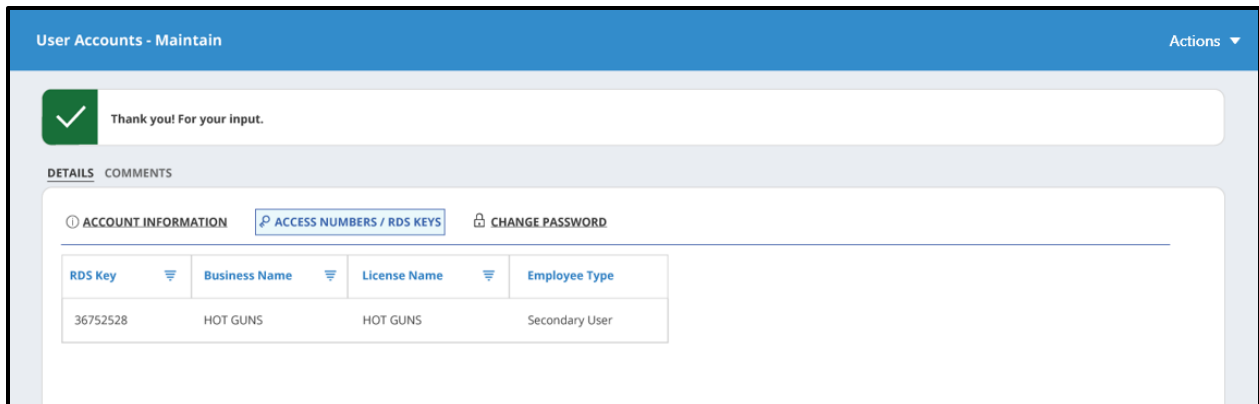 User Accounts - Maintain Actions
Thank you! For your input.
DETAILS COMMENTS
ACCOUNT INFORMATION ACCESS NUMBERS / RDS KEYS CHANGE PASSWORD
RDS Key Business Name License Name Employee Type
36752528 HOT GUNS HOT GUNS Secondary User